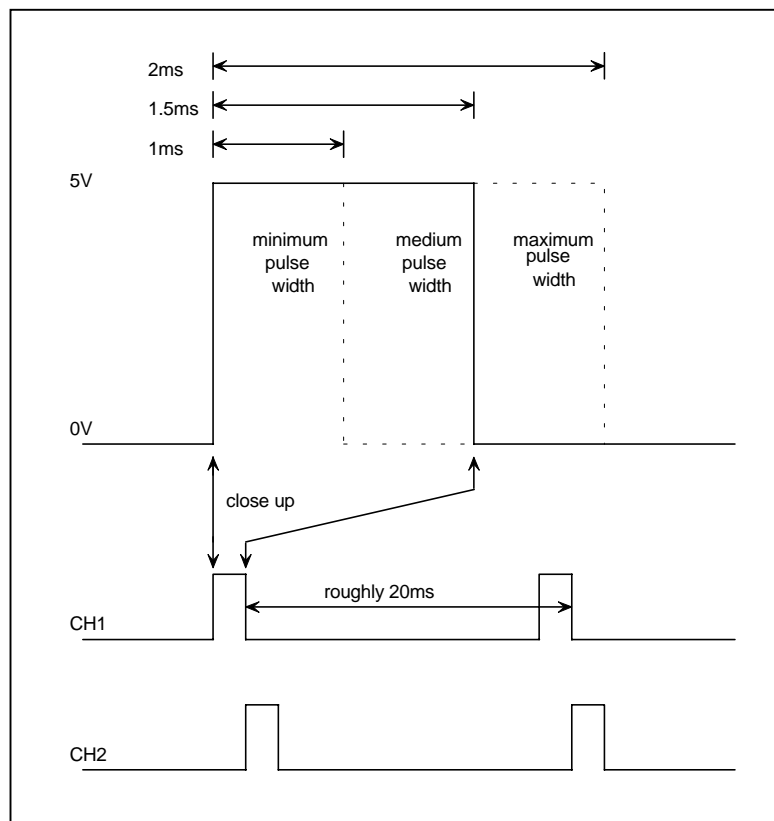 2ms
1.5ms
1ms
5V
minimum
pulse
width
medium
pulse
width
maximum
pulse
width
0V
close up
roughly 20ms
CH1
CH2